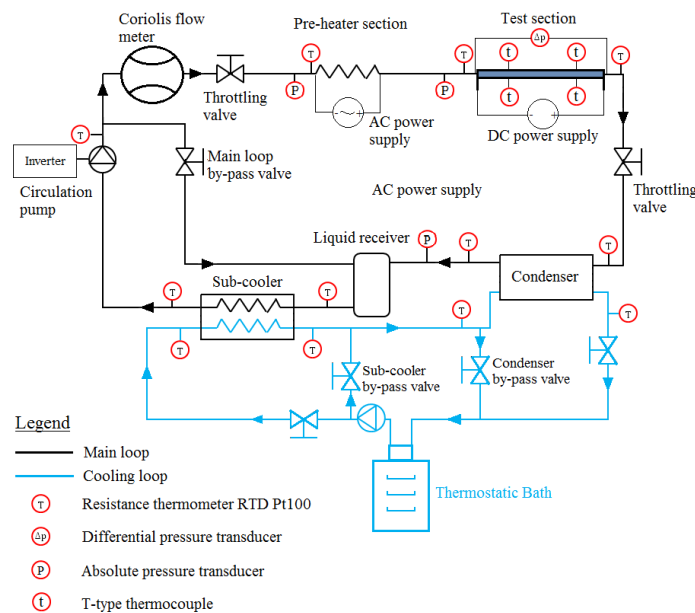 Coriolis flow
meter
Pre-heater section
Test section
Δp
T
T
T
T
t
t
P
P
t
t
Throttling
valve
AC power
supply
DC power supply
T
Inverter
Circulation
pump
Main loop
by-pass valve
AC power supply
Throttling
valve
Liquid receiver
P
T
T
Condenser
Sub-cooler
T
T
T
T
T
T
Sub-cooler
by-pass valve
Condenser
by-pass valve
Legend
Main loop
Cooling loop
Thermostatic Bath
T
Resistance thermometer RTD Pt100
Δp
Differential pressure transducer
P
Absolute pressure transducer
t
T-type thermocouple